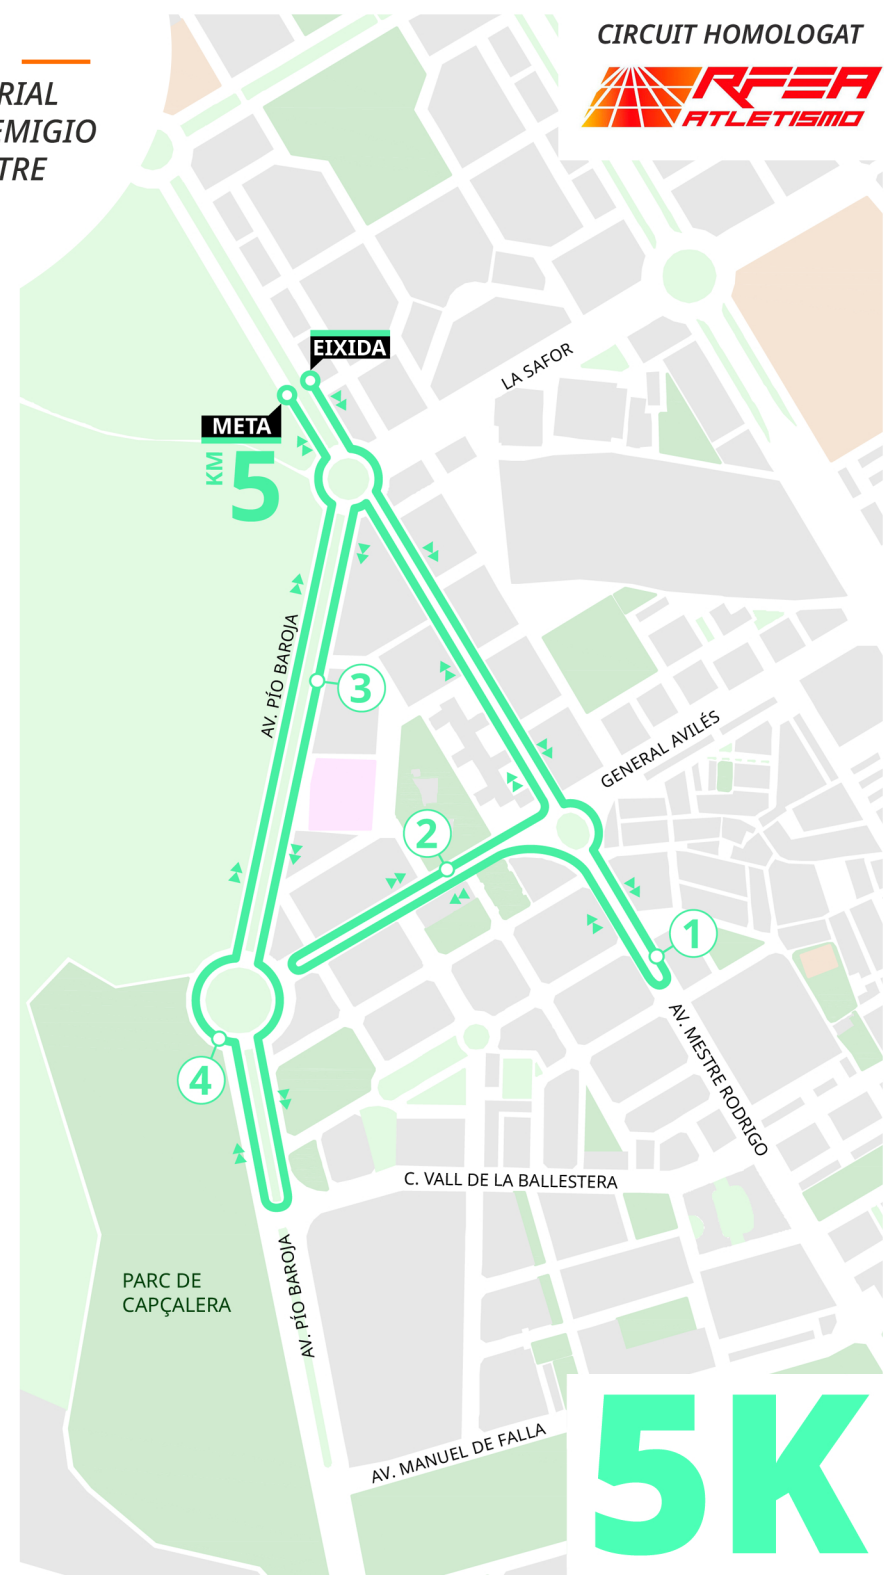 RIAL
EMIGIO
TRE
CIRCUIT HOMOLOGAT
RFEA
ATLETISMO
EIXIDA
META
KM
5
LA SAFOR
AV. PÍO BAROJA
3
GENERAL AVILÉS
2
1
AV. MESTRE RODRIGO
4
C. VALL DE LA BALLESTERA
PARC DE
CAPÇALERA
AV. PÍO BAROJA
AV. MANUEL DE FALLA
5K